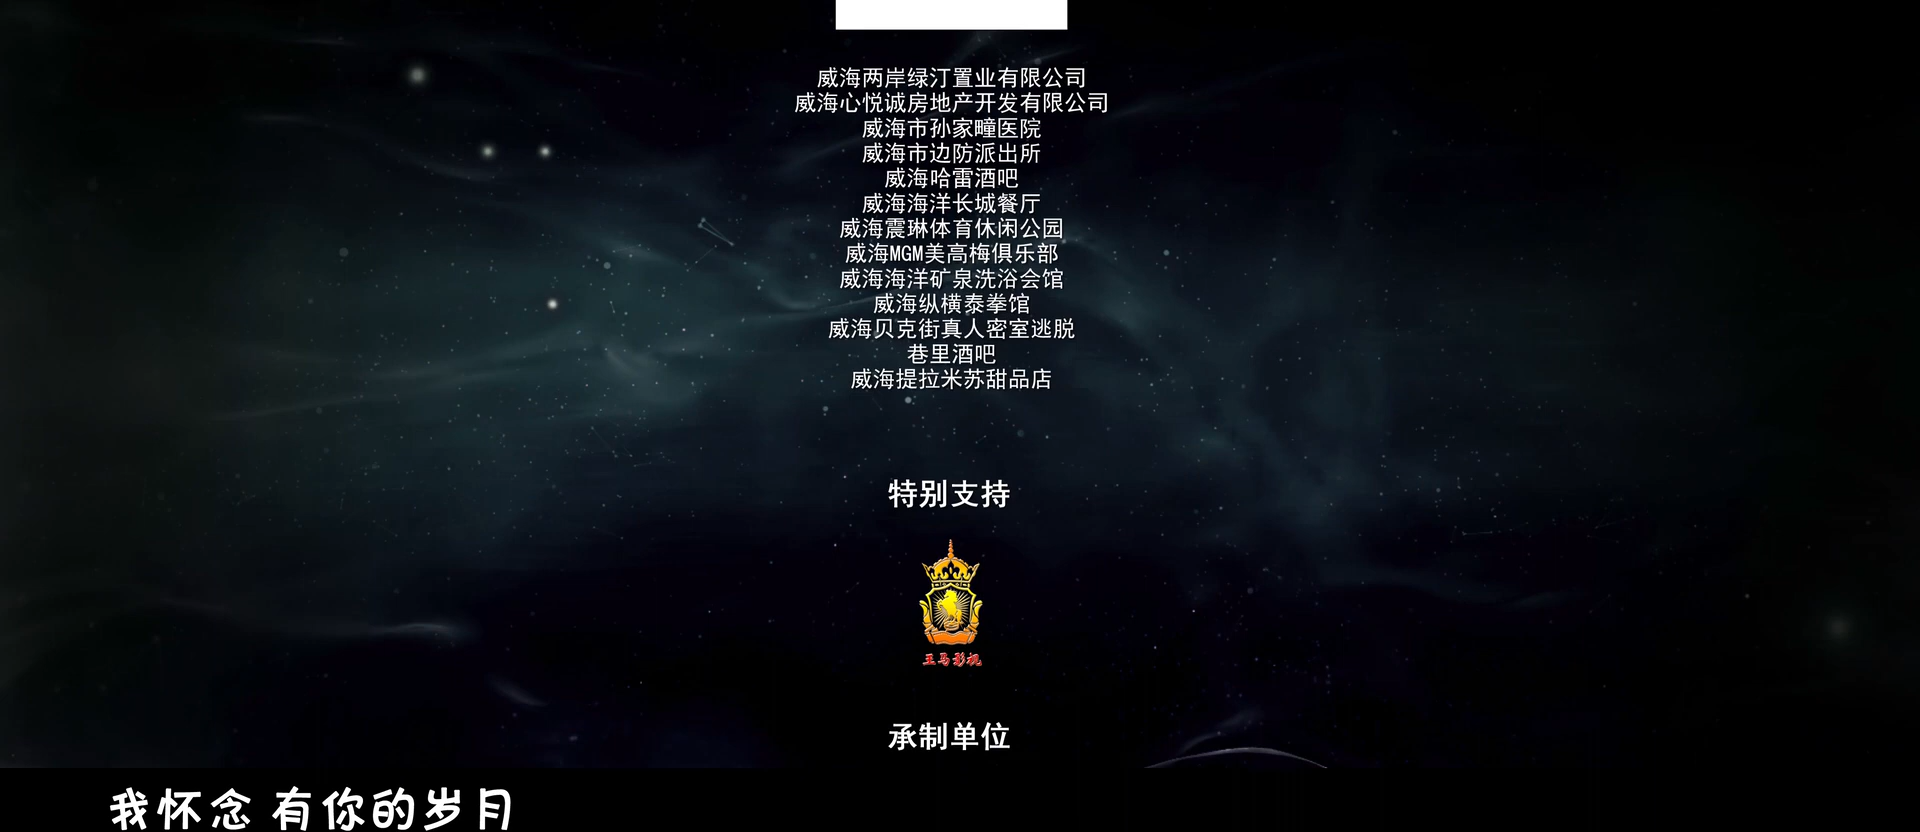 威海两岸绿汀置业有限公司
威海心悦诚房地产开发有限公司
威海市孙家疃医院
威海市边防派出所
威海哈雷酒吧
威海海洋长城餐厅
威海震琳体育休闲公园
威海MGM美高梅俱乐部
威海海洋矿泉洗浴会馆
威海纵横泰拳馆
威海贝克街真人密室逃脱
巷里酒吧
威海提拉米苏甜品店
特别支持
王马影视
承制单位
我怀念 有你的岁月